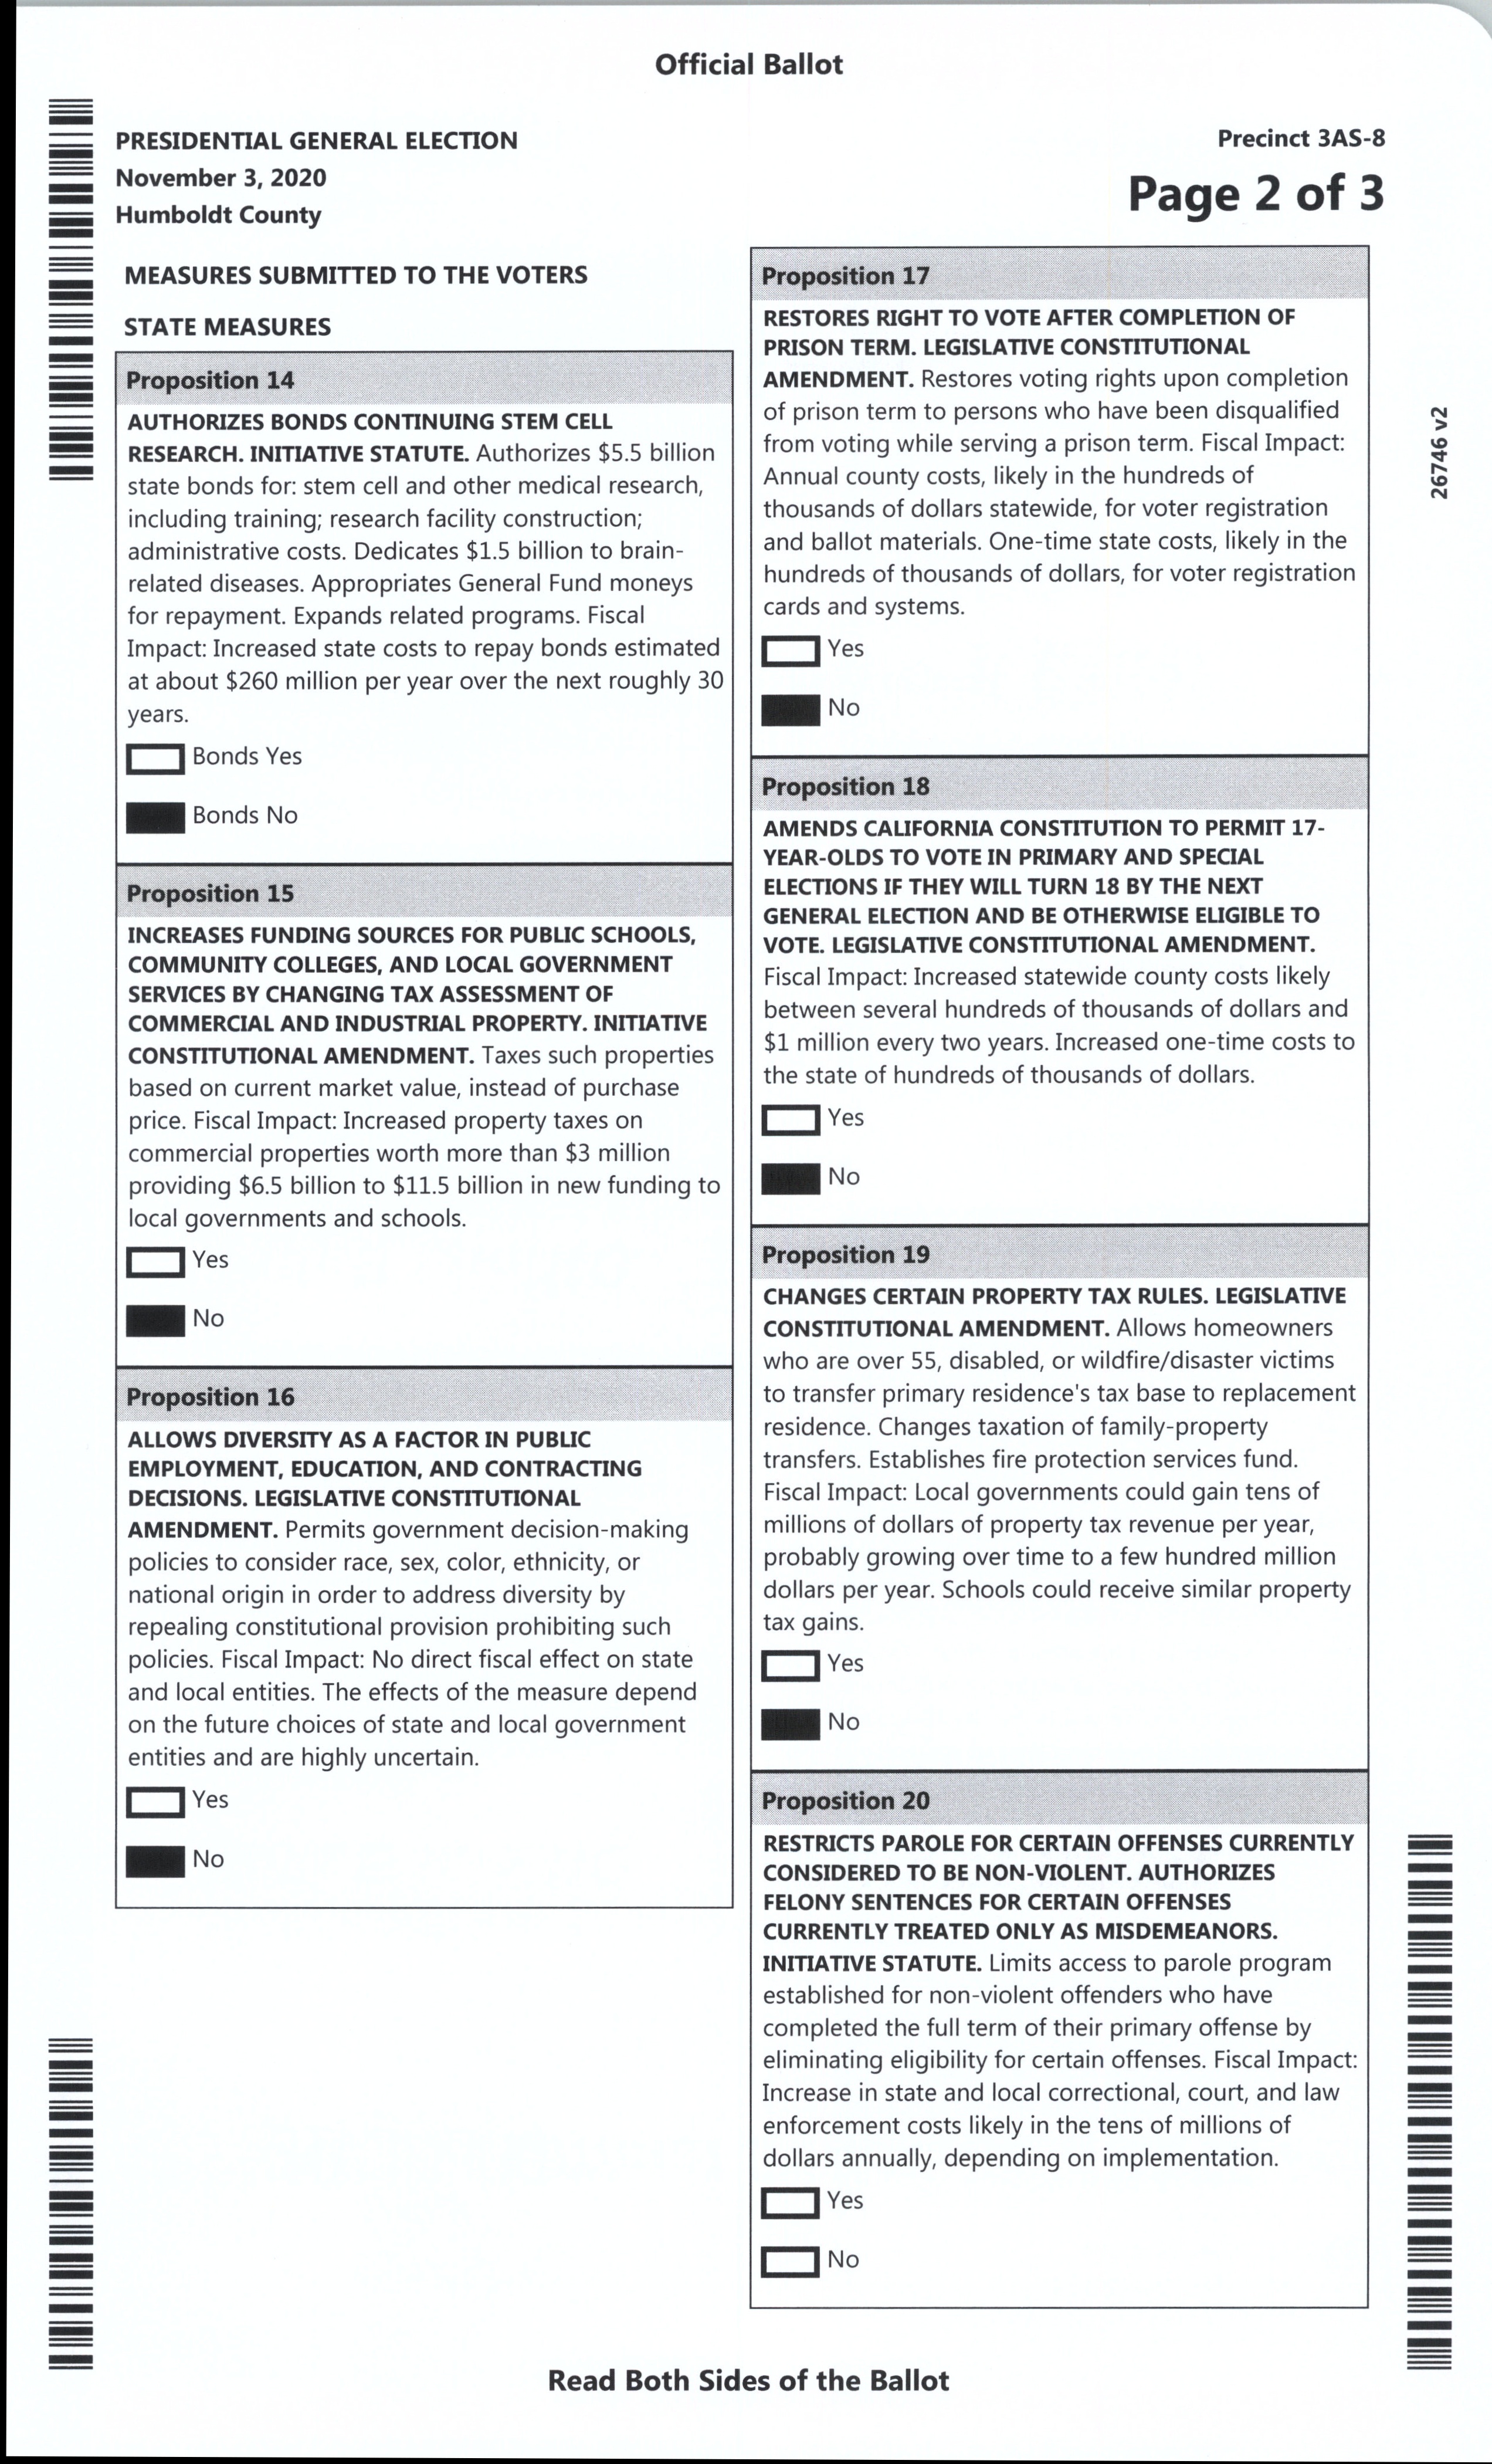 Official Ballot
PRESIDENTIAL GENERAL ELECTION
November 3, 2020
Humboldt County
Precinct 3AS-8
Page 2 of 3
MEASURES SUBMITTED TO THE VOTERS
STATE MEASURES
Proposition 14
AUTHORIZES BONDS CONTINUING STEM CELL
RESEARCH. INITIATIVE STATUTE. Authorizes $5.5 billion
state bonds for: stem cell and other medical research,
including training; research facility construction;
administrative costs. Dedicates $1.5 billion to brain-
related diseases. Appropriates General Fund moneys
for repayment. Expands related programs. Fiscal
Impact: Increased state costs to repay bonds estimated
at about $260 million per year over the next roughly 30
years.
Bonds Yes
Bonds No
Proposition 15
INCREASES FUNDING SOURCES FOR PUBLIC SCHOOLS,
COMMUNITY COLLEGES, AND LOCAL GOVERNMENT
SERVICES BY CHANGING TAX ASSESSMENT OF
COMMERCIAL AND INDUSTRIAL PROPERTY. INITIATIVE
CONSTITUTIONAL AMENDMENT. Taxes such properties
based on current market value, instead of purchase
price. Fiscal Impact: Increased property taxes on
commercial properties worth more than $3 million
providing $6.5 billion to $11.5 billion in new funding to
local governments and schools.
Yes
No
Proposition 16
ALLOWS DIVERSITY AS A FACTOR IN PUBLIC
EMPLOYMENT, EDUCATION, AND CONTRACTING
DECISIONS. LEGISLATIVE CONSTITUTIONAL
AMENDMENT. Permits government decision-making
policies to consider race, sex, color, ethnicity, or
national origin in order to address diversity by
repealing constitutional provision prohibiting such
policies. Fiscal Impact: No direct fiscal effect on state
and local entities. The effects of the measure depend
on the future choices of state and local government
entities and are highly uncertain.
Yes
No
Proposition 17
RESTORES RIGHT TO VOTE AFTER COMPLETION OF
PRISON TERM. LEGISLATIVE CONSTITUTIONAL
AMENDMENT. Restores voting rights upon completion
of prison term to persons who have been disqualified
from voting while serving a prison term. Fiscal Impact:
Annual county costs, likely in the hundreds of
thousands of dollars statewide, for voter registration
and ballot materials. One-time state costs, likely in the
hundreds of thousands of dollars, for voter registration
cards and systems.
Yes
No
Proposition 18
AMENDS CALIFORNIA CONSTITUTION TO PERMIT 17-
YEAR-OLDS TO VOTE IN PRIMARY AND SPECIAL
ELECTIONS IF THEY WILL TURN 18 BY THE NEXT
GENERAL ELECTION AND BE OTHERWISE ELIGIBLE TO
VOTE. LEGISLATIVE CONSTITUTIONAL AMENDMENT.
Fiscal Impact: Increased statewide county costs likely
between several hundreds of thousands of dollars and
$1 million every two years. Increased one-time costs to
the state of hundreds of thousands of dollars.
Yes
No
Proposition 19
CHANGES CERTAIN PROPERTY TAX RULES. LEGISLATIVE
CONSTITUTIONAL AMENDMENT. Allows homeowners
who are over 55, disabled, or wildfire/disaster victims
to transfer primary residence's tax base to replacement
residence. Changes taxation of family-property
transfers. Establishes fire protection services fund.
Fiscal Impact: Local governments could gain tens of
millions of dollars of property tax revenue per year,
probably growing over time to a few hundred million
dollars per year. Schools could receive similar property
tax gains.
Yes
No
Proposition 20
RESTRICTS PAROLE FOR CERTAIN OFFENSES CURRENTLY
CONSIDERED TO BE NON-VIOLENT. AUTHORIZES
FELONY SENTENCES FOR CERTAIN OFFENSES
CURRENTLY TREATED ONLY AS MISDEMEANORS.
INITIATIVE STATUTE. Limits access to parole program
established for non-violent offenders who have
completed the full term of their primary offense by
eliminating eligibility for certain offenses. Fiscal Impact:
Increase in state and local correctional, court, and law
enforcement costs likely in the tens of millions of
dollars annually, depending on implementation.
Yes
No
26746 v2
Read Both Sides of the Ballot